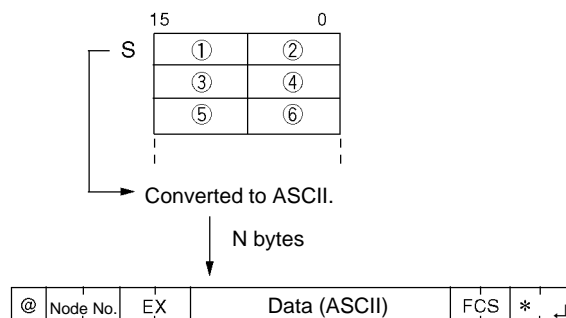 15 0
S ① ②
③ ④
⑤ ⑥
Converted to ASCII.
N bytes
@ Node No. EX Data (ASCII) FCS * ↵